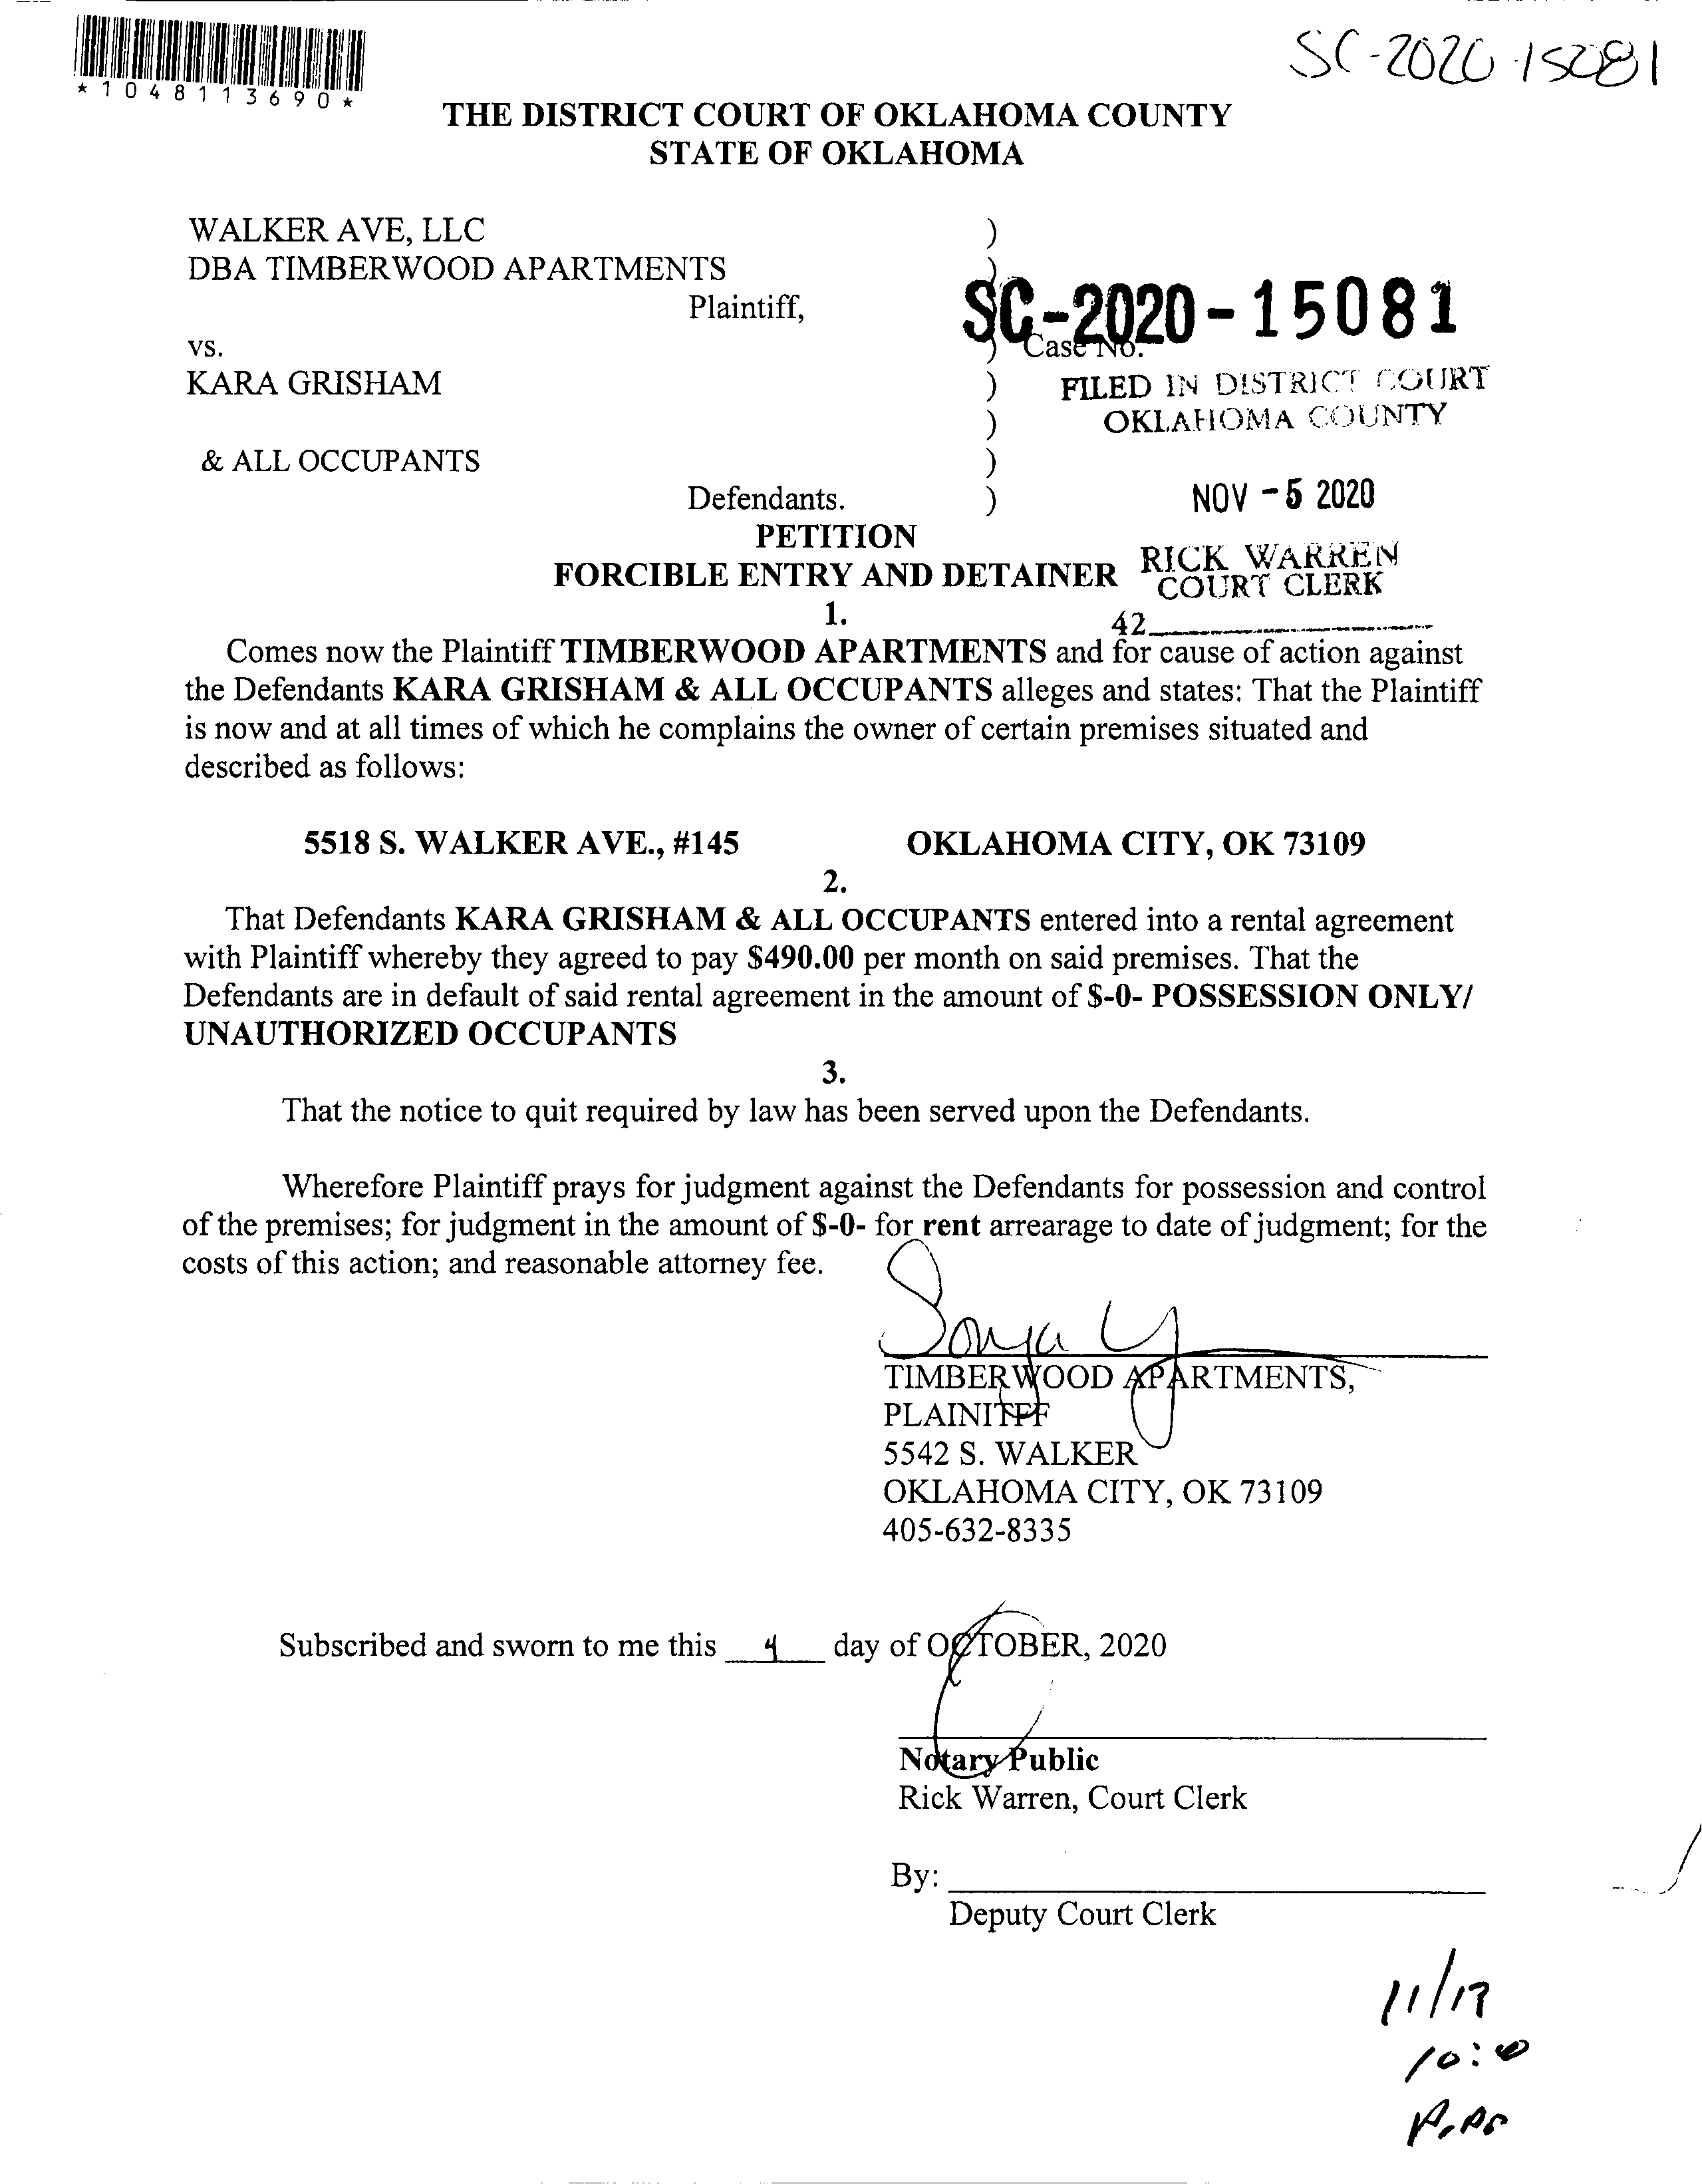 SC-2020-15081
*1048113690*
THE DISTRICT COURT OF OKLAHOMA COUNTY
STATE OF OKLAHOMA
WALKER AVE, LLC )
DBA TIMBERWOOD APARTMENTS )
Plaintiff,
SC-2020-15081
vs. ) Case No.
KARA GRISHAM )
FILED IN DISTRICT COURT
OKLAHOMA COUNTY
)
& ALL OCCUPANTS )
Defendants. )
NOV -5 2020
PETITION
FORCIBLE ENTRY AND DETAINER
RICK WARREN
COURT CLERK
1.
42
Comes now the Plaintiff TIMBERWOOD APARTMENTS and for cause of action against
the Defendants KARA GRISHAM & ALL OCCUPANTS alleges and states: That the Plaintiff
is now and at all times of which he complains the owner of certain premises situated and
described as follows:
5518 S. WALKER AVE., #145 OKLAHOMA CITY, OK 73109
2.
That Defendants KARA GRISHAM & ALL OCCUPANTS entered into a rental agreement
with Plaintiff whereby they agreed to pay $490.00 per month on said premises. That the
Defendants are in default of said rental agreement in the amount of $-0- POSSESSION ONLY/
UNAUTHORIZED OCCUPANTS
3.
That the notice to quit required by law has been served upon the Defendants.
Wherefore Plaintiff prays for judgment against the Defendants for possession and control
of the premises; for judgment in the amount of $-0- for rent arrearage to date of judgment; for the
costs of this action; and reasonable attorney fee.
Sonya
TIMBERWOOD APARTMENTS,
PLAINITFF
5542 S. WALKER
OKLAHOMA CITY, OK 73109
405-632-8335
Subscribed and sworn to me this 4 day of OCTOBER, 2020
Notary Public
Rick Warren, Court Clerk
By:
Deputy Court Clerk
11/17